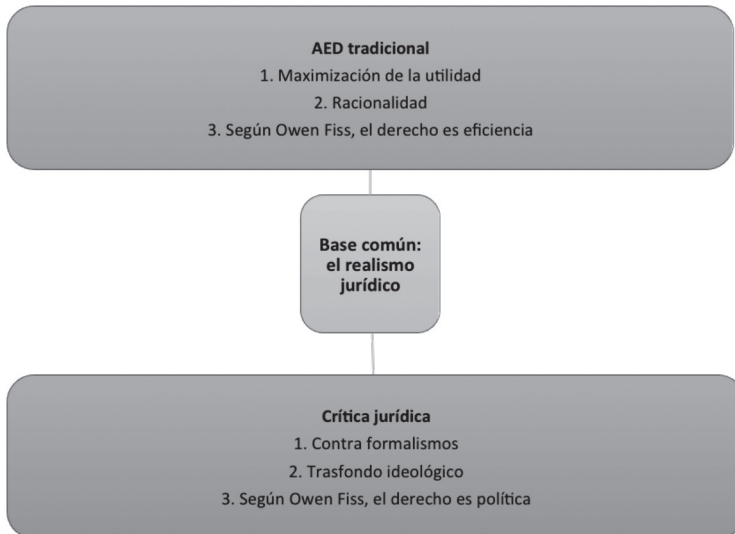 AED tradicional
1. Maximización de la utilidad
2. Racionalidad
3. Según Owen Fiss, el derecho es eficiencia
Base común:
el realismo
jurídico
Crítica jurídica
1. Contra formalismos
2. Trasfondo ideológico
3. Según Owen Fiss, el derecho es política